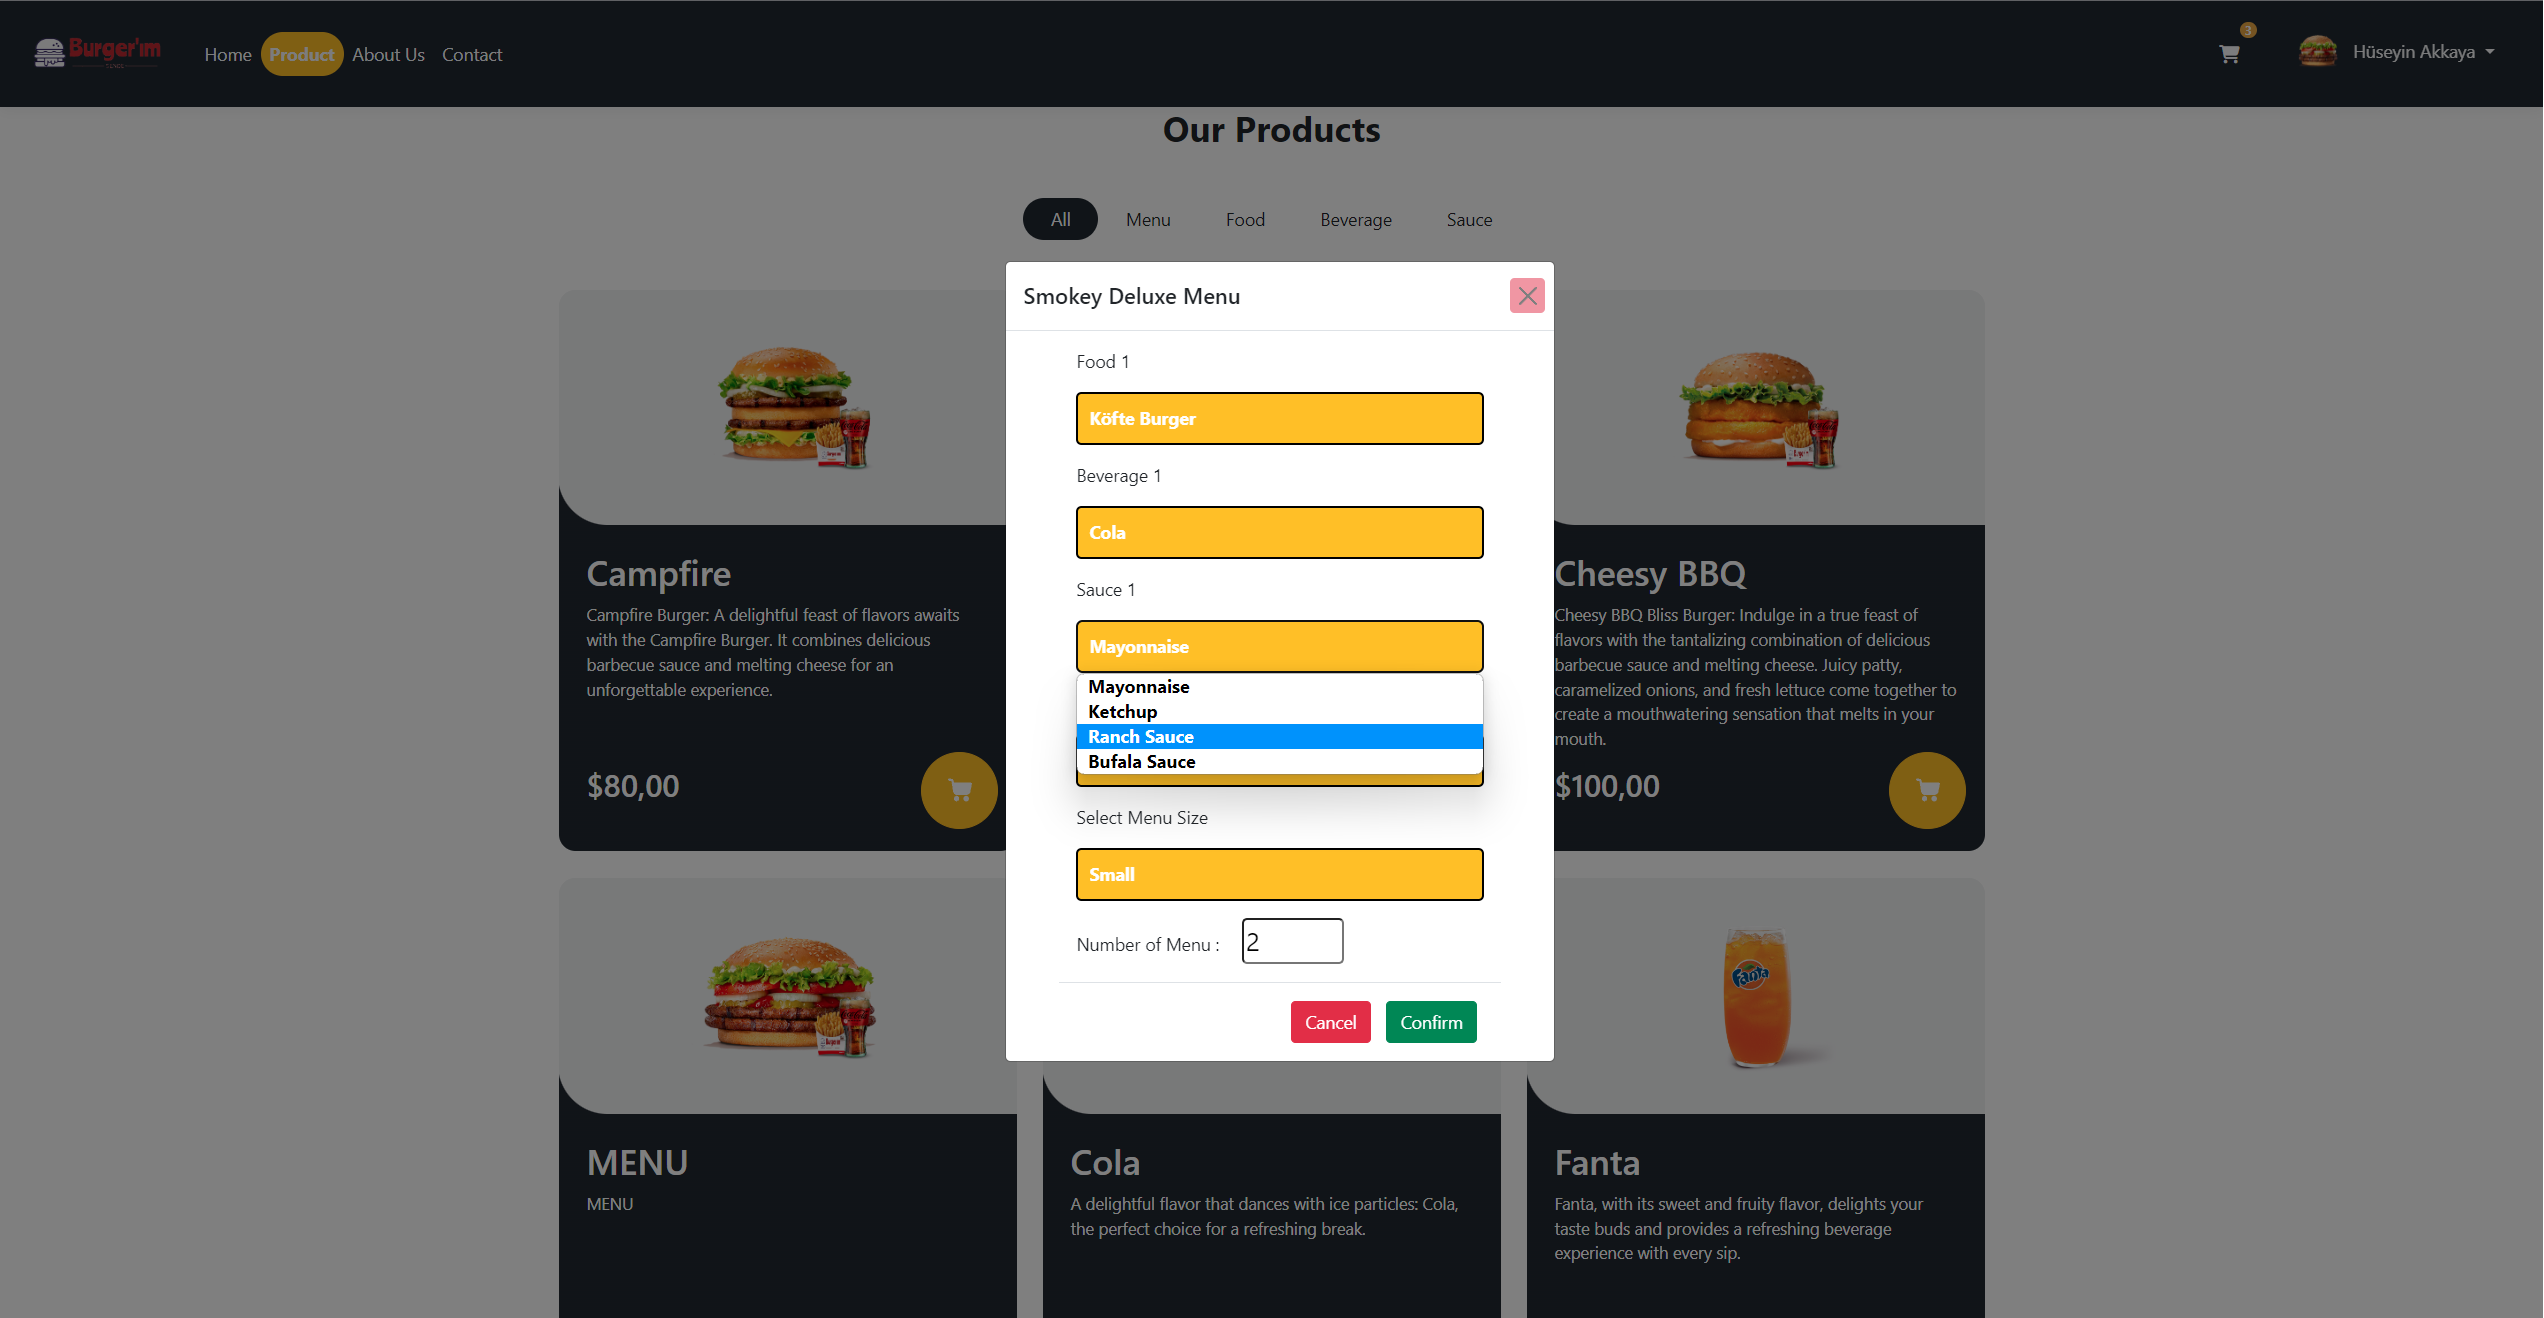 Burger'ım
Home
Product
About Us
Contact
3
Hüseyin Akkaya
Our Products
All
Menu
Food
Beverage
Sauce
Smokey Deluxe Menu
Food 1
Köfte Burger
Beverage 1
Cola
Sauce 1
Mayonnaise
Mayonnaise
Ketchup
Ranch Sauce
Bufala Sauce
Select Menu Size
Small
Number of Menu :
2
Cancel
Confirm
Campfire
Campfire Burger: A delightful feast of flavors awaits
with the Campfire Burger. It combines delicious
barbecue sauce and melting cheese for an
unforgettable experience.
$80,00
Cheesy BBQ
Cheesy BBQ Bliss Burger: Indulge in a true feast of
flavors with the tantalizing combination of delicious
barbecue sauce and melting cheese. Juicy patty,
caramelized onions, and fresh lettuce come together to
create a mouthwatering sensation that melts in your
mouth.
$100,00
MENU
MENU
Cola
A delightful flavor that dances with ice particles: Cola,
the perfect choice for a refreshing break.
Fanta
Fanta
Fanta, with its sweet and fruity flavor, delights your
taste buds and provides a refreshing beverage
experience with every sip.